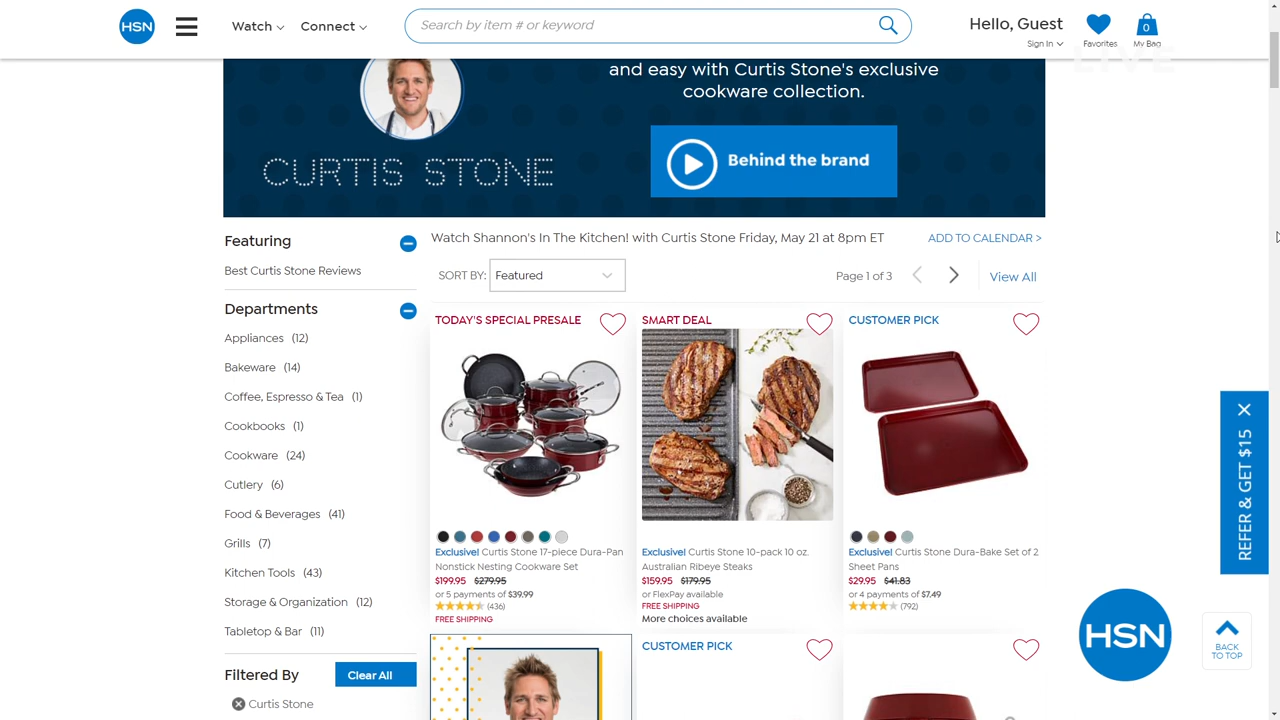 HSN
Watch
Connect
Search by item # or keyword
Hello, Guest
Sign In
Favorites
0
My Bag
LIVE
and easy with Curtis Stone's exclusive
cookware collection.
CURTIS STONE
Behind the brand
Featuring
Best Curtis Stone Reviews
Departments
Appliances (12)
Bakeware (14)
Coffee, Espresso & Tea (1)
Cookbooks (1)
Cookware (24)
Cutlery (6)
Food & Beverages (41)
Grills (7)
Kitchen Tools (43)
Storage & Organization (12)
Tabletop & Bar (11)
Filtered By
Clear All
Curtis Stone
Watch Shannon's In The Kitchen! with Curtis Stone Friday, May 21 at 8pm ET
ADD TO CALENDAR >
SORT BY:
Featured
Page 1 of 3
View All
TODAY'S SPECIAL PRESALE
Exclusive! Curtis Stone 17-piece Dura-Pan
Nonstick Nesting Cookware Set
$199.95 $279.95
or 5 payments of $39.99
(436)
FREE SHIPPING
SMART DEAL
Exclusive! Curtis Stone 10-pack 10 oz.
Australian Ribeye Steaks
$159.95 $179.95
or FlexPay available
FREE SHIPPING
More choices available
CUSTOMER PICK
Exclusive! Curtis Stone Dura-Bake Set of 2
Sheet Pans
$29.95 $41.83
or 4 payments of $7.49
(792)
CUSTOMER PICK
REFER & GET $15
HSN
BACK
TO TOP